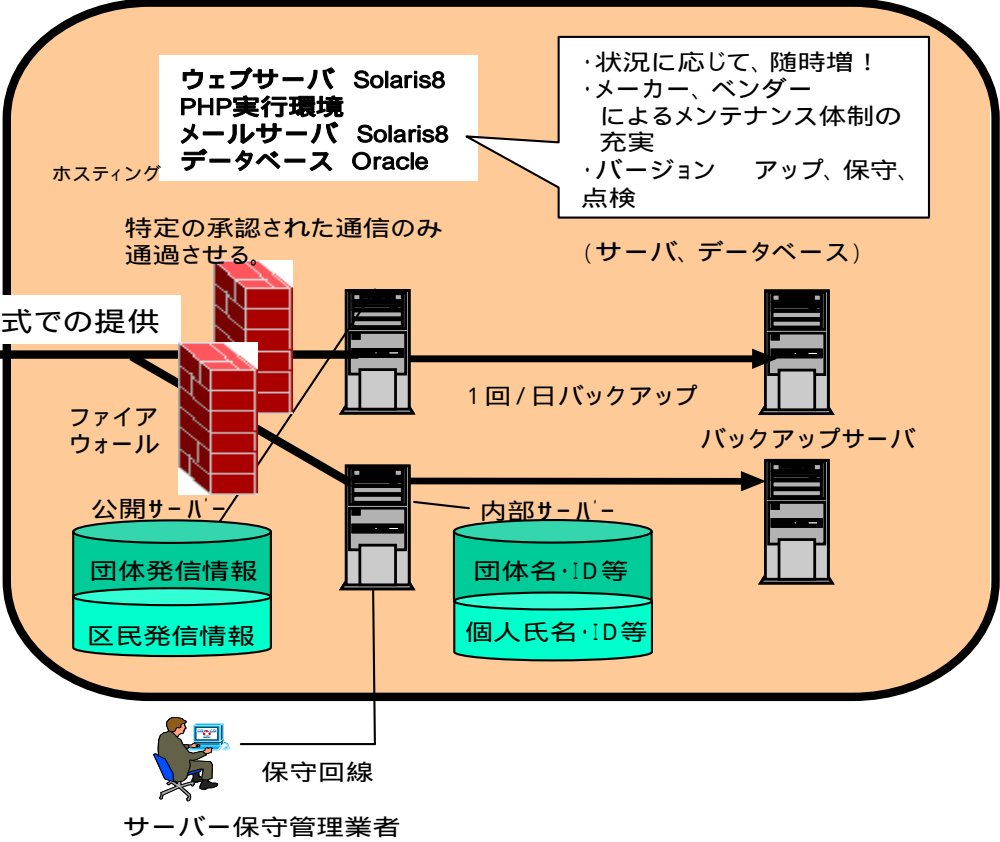 ウェブサーバ Solaris8
PHP実行環境
メールサーバ Solaris8
データベース Oracle
・状況に応じて、随時増！
・メーカー、ベンダー
によるメンテナンス体制の
充実
・バージョン アップ、保守、
点検
ホスティング
特定の承認された通信のみ
通過させる。
(サーバ、データベース)
式での提供
1回/日バックアップ
ファイア
ウォール
バックアップサーバ
公開サーバー
内部サーバー
団体発信情報
区民発信情報
団体名・ID等
個人氏名・ID等
保守回線
サーバー保守管理業者